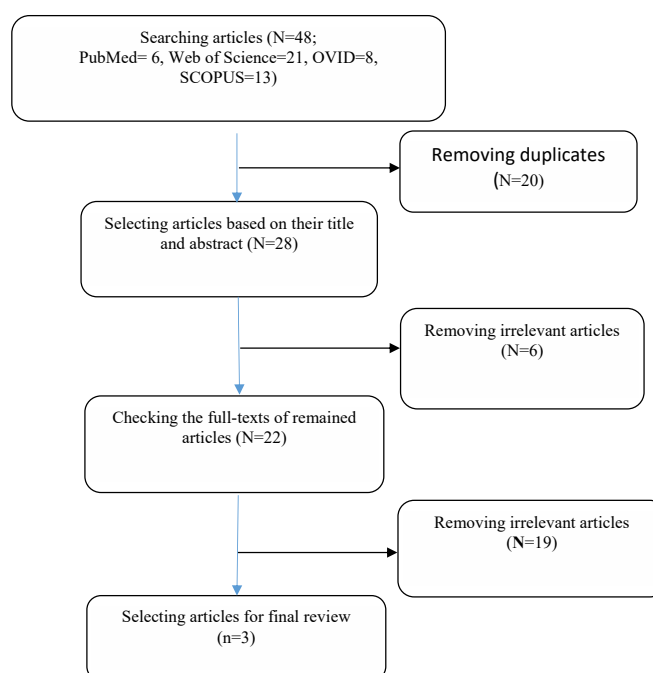 Searching articles (N=48;
PubMed= 6, Web of Science=21, OVID=8,
SCOPUS=13)
Removing duplicates
(N=20)
Selecting articles based on their title
and abstract (N=28)
Removing irrelevant articles
(N=6)
Checking the full-texts of remained
articles (N=22)
Removing irrelevant articles
(N=19)
Selecting articles for final review
(n=3)